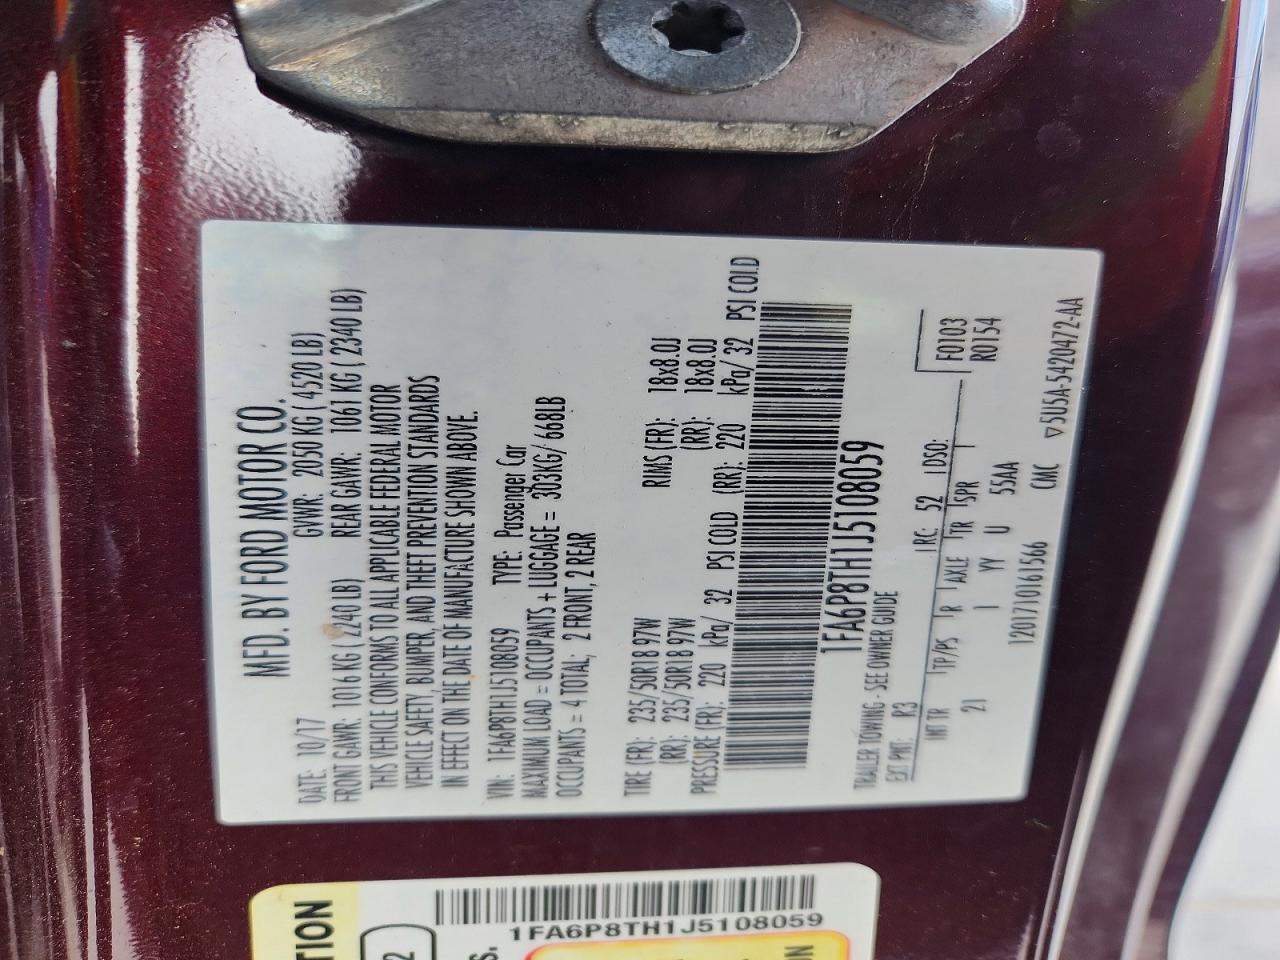 MFD. BY FORD MOTOR CO.
DATE: 10/17 GVWR: 2050 KG ( 4520 LB)
FRONT GAWR: 1016 KG ( 2240 LB) REAR GAWR: 1061 KG ( 2340 LB)
THIS VEHICLE CONFORMS TO ALL APPLICABLE FEDERAL MOTOR
VEHICLE SAFETY, BUMPER, AND THEFT PREVENTION STANDARDS
IN EFFECT ON THE DATE OF MANUFACTURE SHOWN ABOVE.
VIN: 1FA6P8TH1J5108059 TYPE: Passenger Car
MAXIMUM LOAD = OCCUPANTS + LUGGAGE = 303KG/ 668LB
OCCUPANTS = 4 TOTAL; 2 FRONT, 2 REAR
TIRE (FR): 235/50R18 97W RIMS (FR): 18x8.0J
(RR): 235/50R18 97W (RR): 18x8.0J
PRESSURE (FR): 220 kPa/ 32 PSI COLD (RR): 220 kPa/ 32 PSI COLD
1FA6P8TH1J5108059
TRAILER TOWING - SEE OWNER GUIDE
EXT PNT: R3 RC: 52 DSO: F0103
INT TR TP/PS R AXLE TR SPR R0154
21 I YY U 55AA
1201710161566 CMC ▽5U5A-5420472-AA
TION
2
S.
1FA6P8TH1J5108059
ON